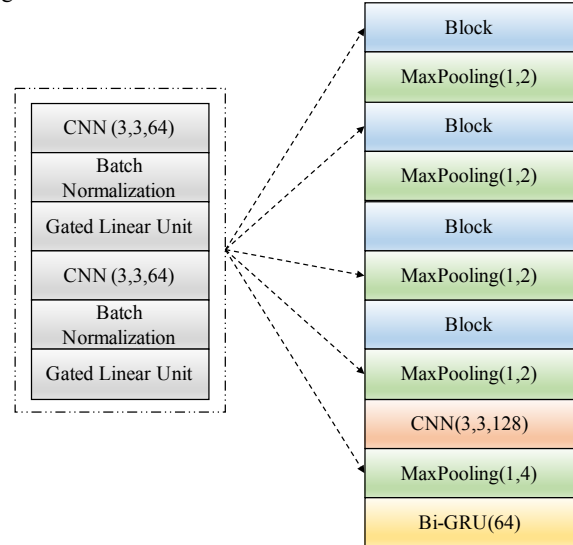 CNN (3,3,64)
Batch
Normalization
Gated Linear Unit
CNN (3,3,64)
Batch
Normalization
Gated Linear Unit
Block
MaxPooling(1,2)
Block
MaxPooling(1,2)
Block
MaxPooling(1,2)
Block
MaxPooling(1,2)
CNN(3,3,128)
MaxPooling(1,4)
Bi-GRU(64)